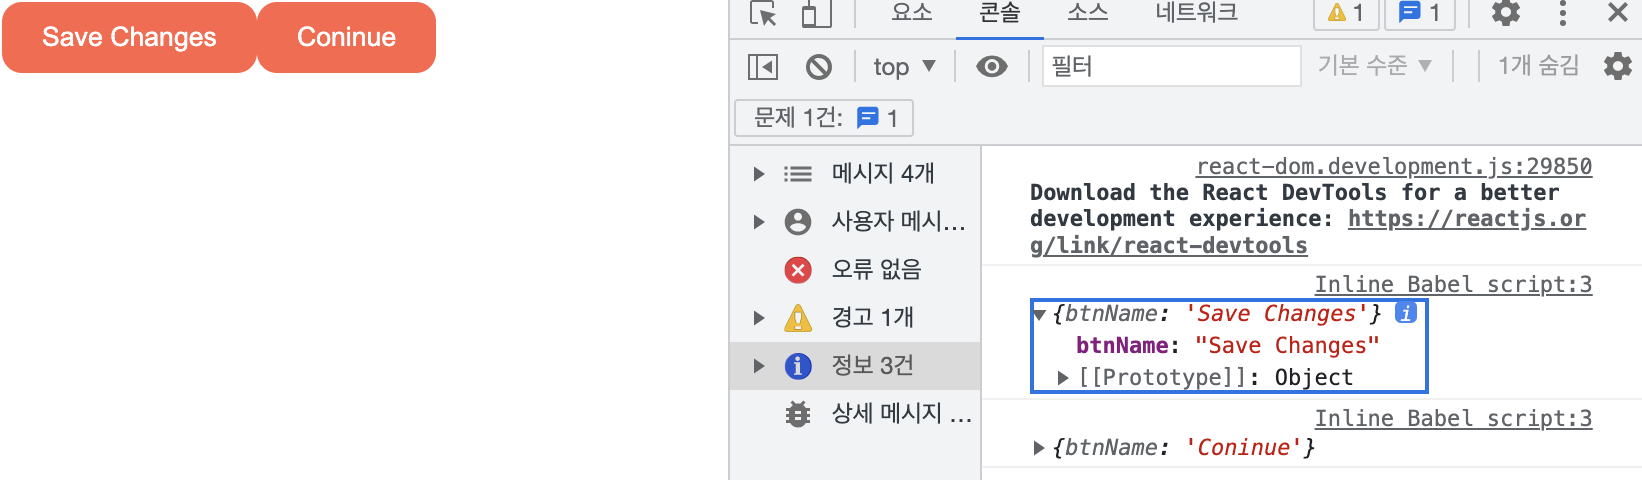 Save Changes Coninue
요소 콘솔 소스 네트워크 1 1
top 필터 기본 수준 1개 숨김
문제 1건: 1
메시지 4개
사용자 메시...
오류 없음
경고 1개
정보 3건
상세 메시지 ...
react-dom.development.js:29850
Download the React DevTools for a better
development experience: https://reactjs.or
g/link/react-devtools
Inline Babel script:3
{btnName: 'Save Changes'} i
btnName: "Save Changes"
[[Prototype]]: Object
Inline Babel script:3
{btnName: 'Coninue'}